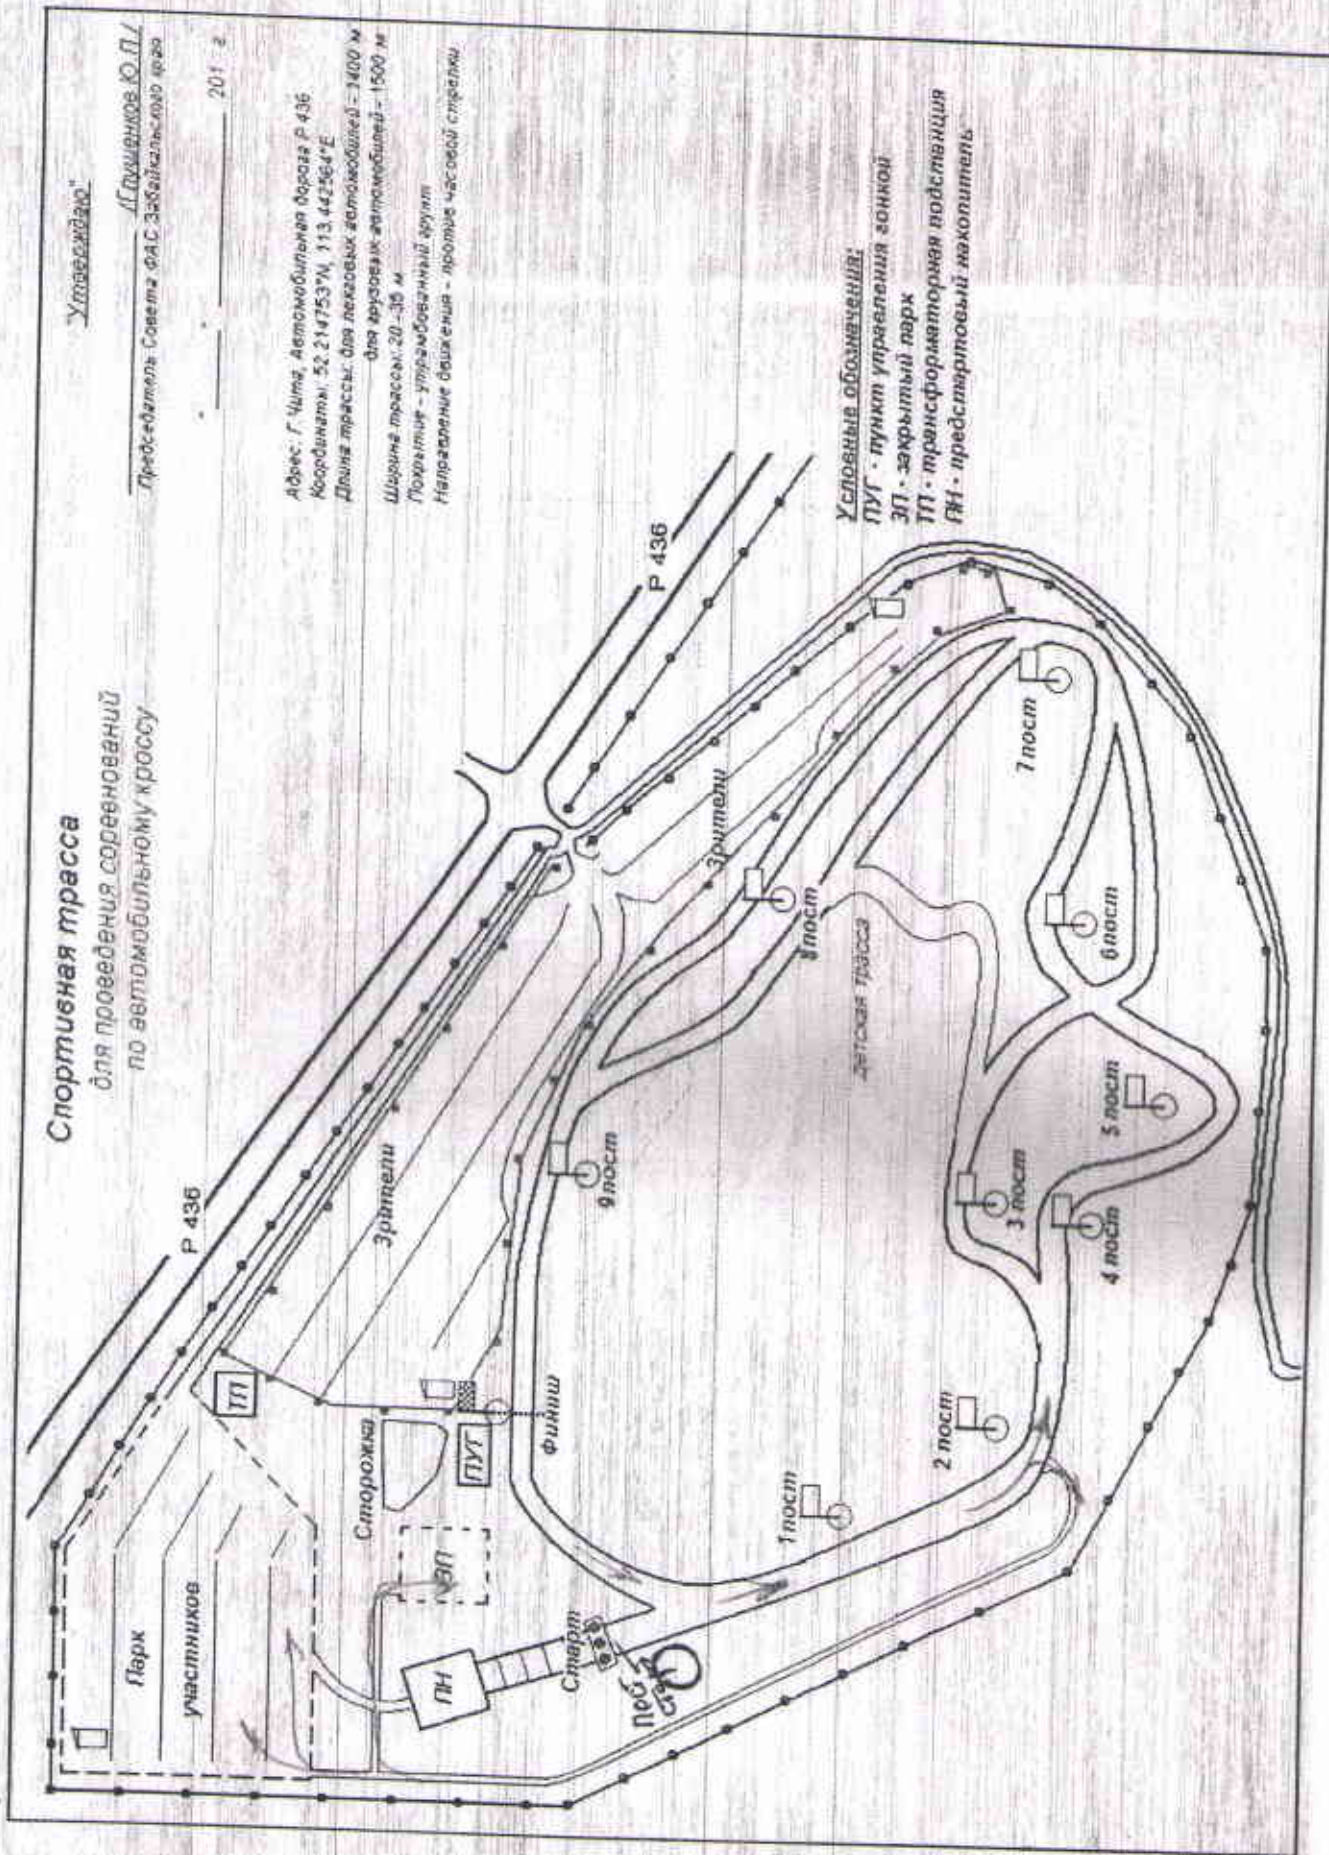 Спортивная трасса
для проведения соревнований
по автомобильному кроссу
"Утверждаю"
/Глушенков Ю.П./
Председатель Совета ФАС Забайкальского края
201 г.
Адрес: Г. Чита, Автомобильная дорога Р 436
Координаты: 52.214753°N, 113.442564°E
Длина трассы: для легковых автомобилей - 1400 м
для грузовых автомобилей - 1500 м
Ширина трассы: 20 -35 м
Покрытие - утрамбованный грунт
Направление движения - против часовой стрелки
Условные обозначения:
ПУГ - пункт управления гонкой
ЗП - закрытый парк
ТП - трансформаторная подстанция
ПН - предстартовый накопитель
Р 436
Р 436
Зрители
Зрители
ТП
Парк
участников
Сторожка
ПУГ
Финиш
ЗП
ПН
Старт
1 пост
2 пост
3 пост
4 пост
5 пост
6 пост
7 пост
8 пост
9 пост
детская трасса